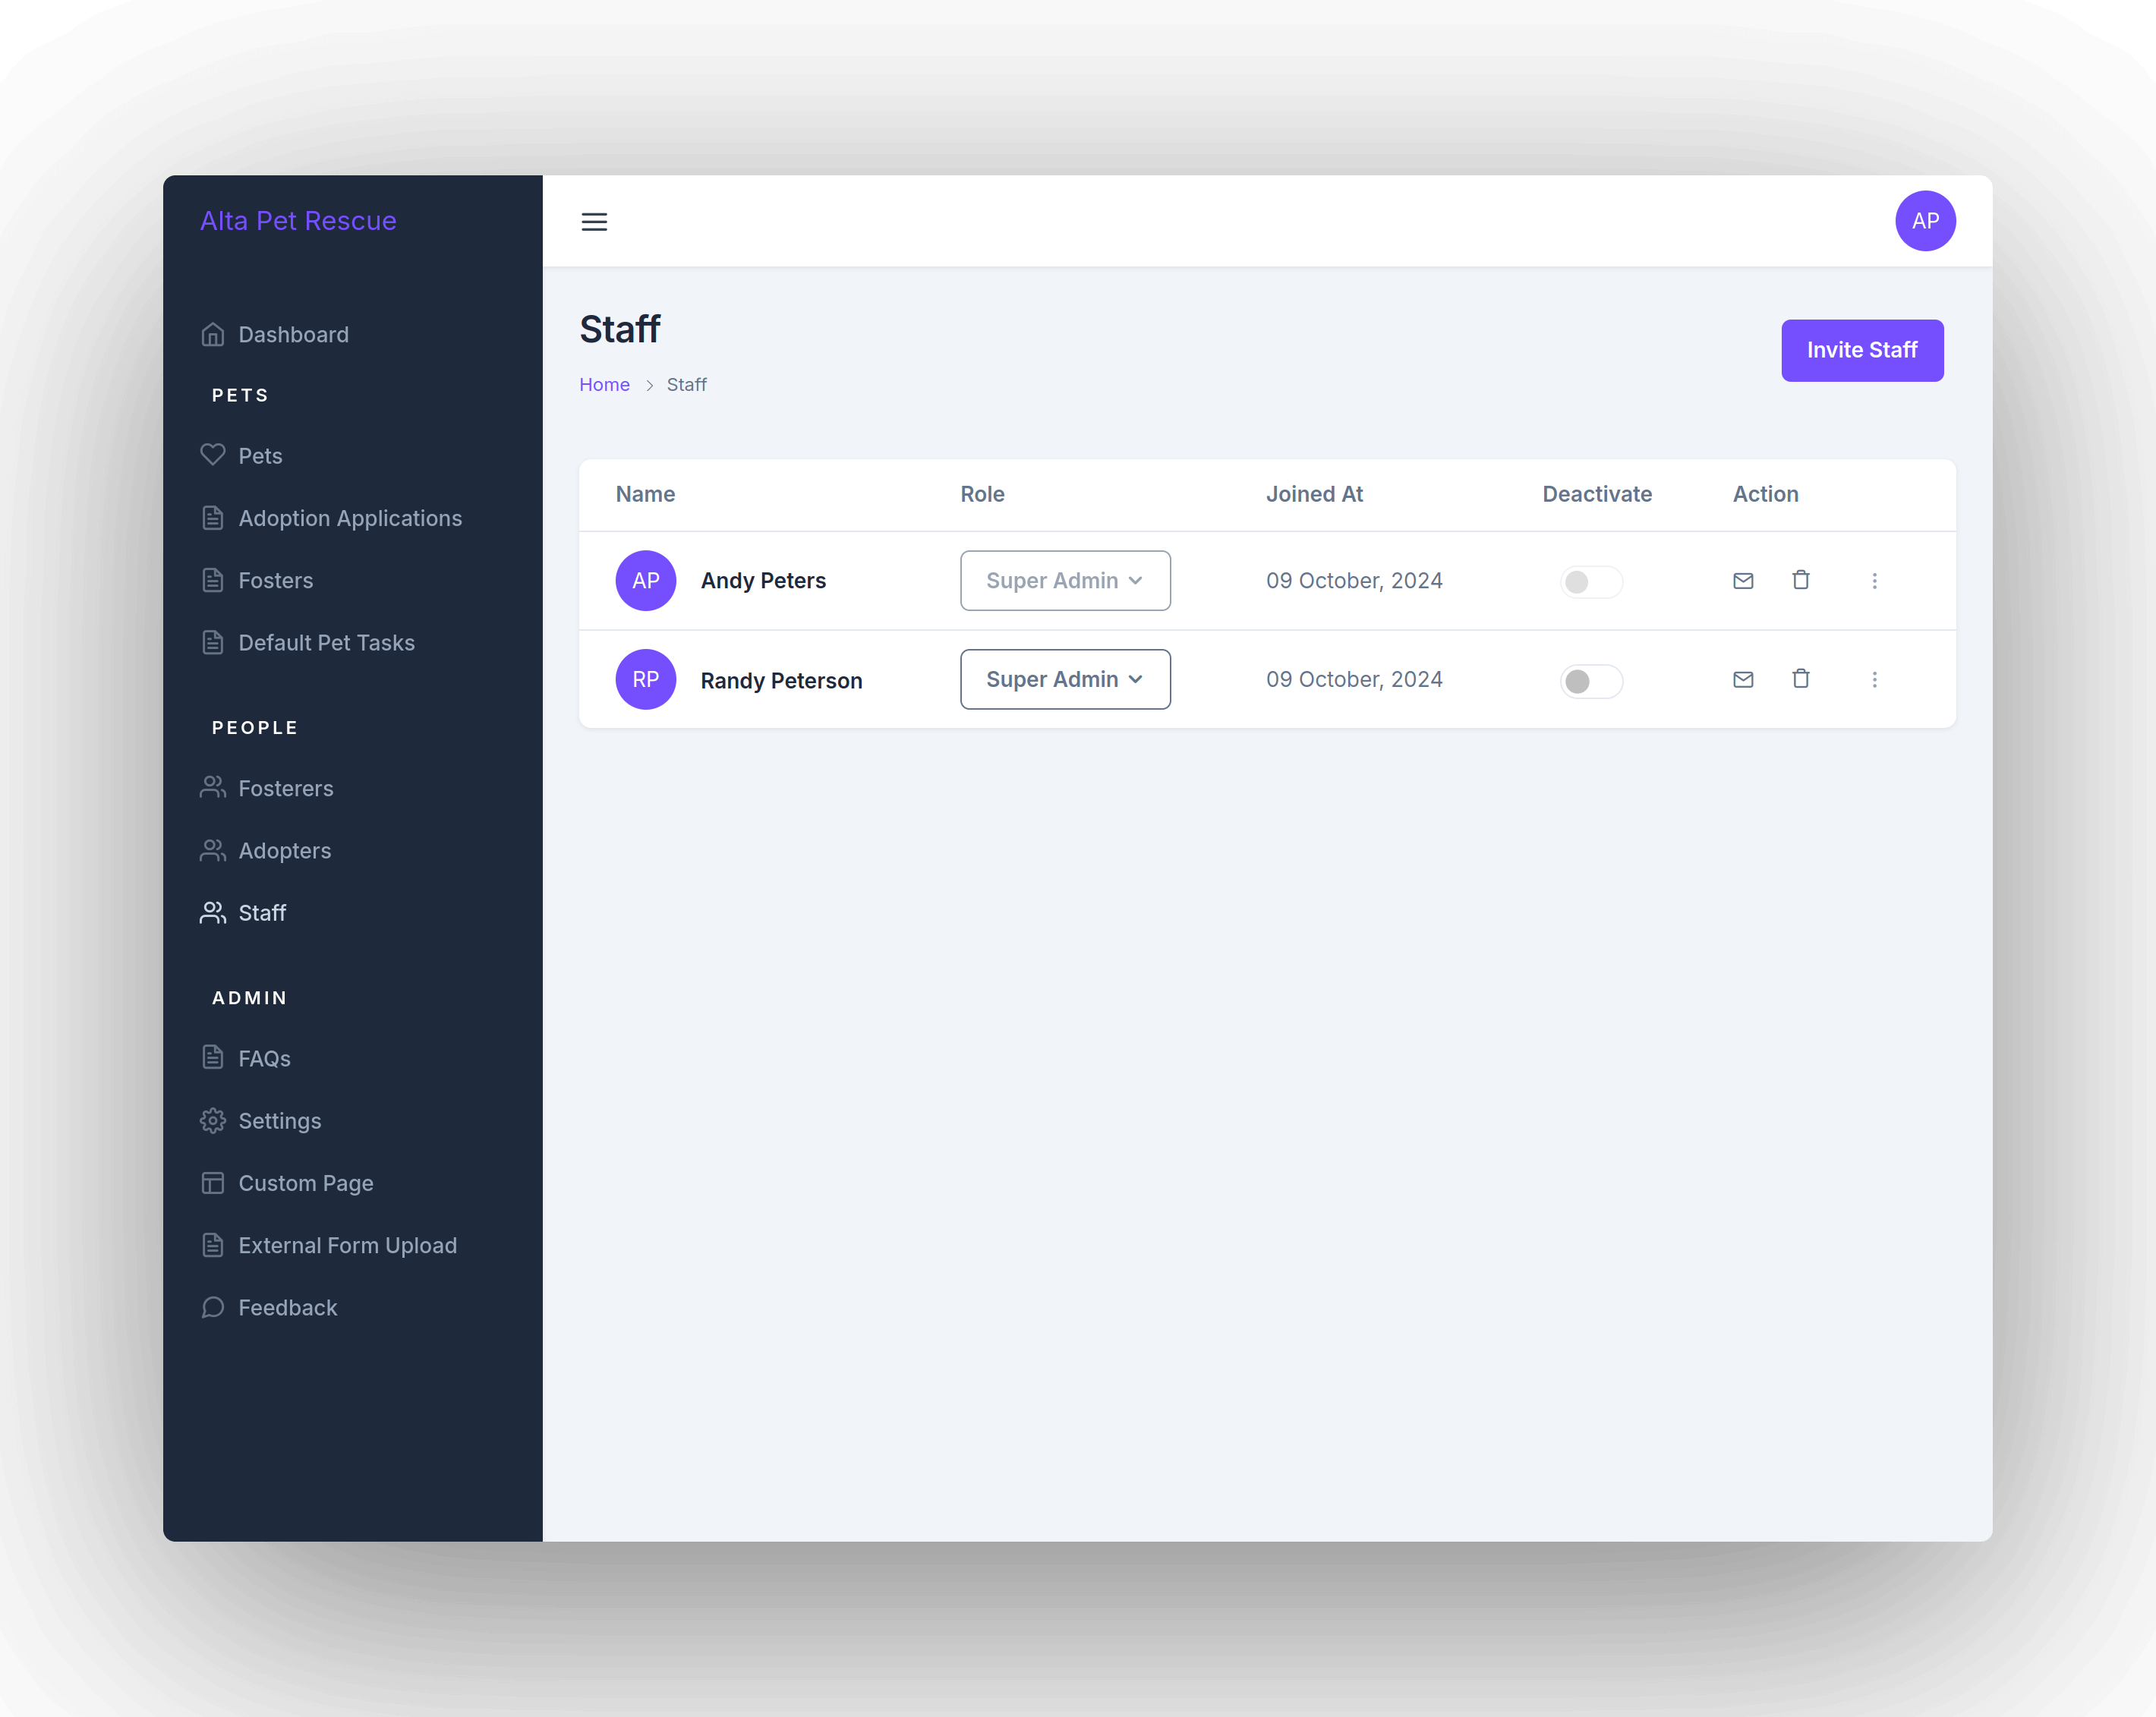 Alta Pet Rescue
AP
Dashboard
PETS
Pets
Adoption Applications
Fosters
Default Pet Tasks
PEOPLE
Fosterers
Adopters
Staff
ADMIN
FAQs
Settings
Custom Page
External Form Upload
Feedback
Staff
Home > Staff
Invite Staff
Name Role Joined At Deactivate Action
AP Andy Peters Super Admin 09 October, 2024
RP Randy Peterson Super Admin 09 October, 2024